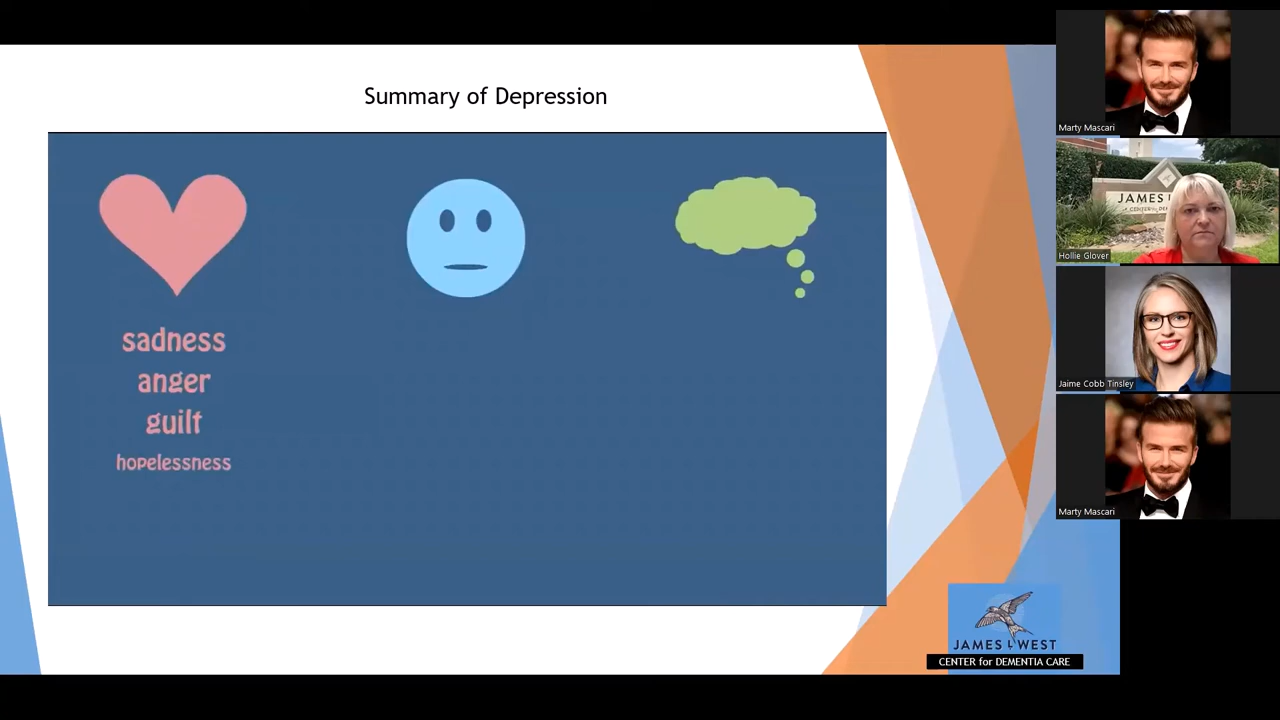 Summary of Depression
sadness
anger
guilt
hopelessness
JAMES L WEST
CENTER for DEMENTIA CARE
Marty Mascari
JAMES L
Hollie Glover
Jaime Cobb Tinsley
Marty Mascari